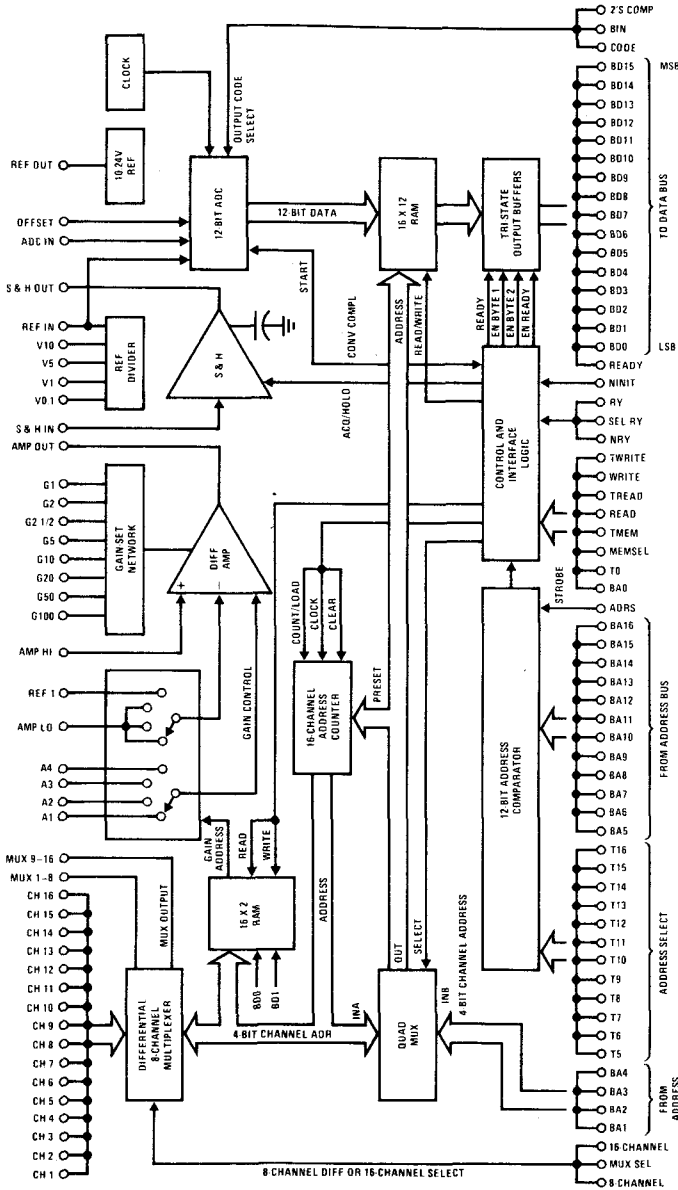 2'S COMP
BIN
CODE
CLOCK
OUTPUT CODE
SELECT
BD15
MSB
BD14
BD13
BD12
BD11
BD10
BD9
BD8
BD7
BD6
BD5
BD4
BD3
BD2
BD1
BD0
LSB
READY
TO DATA BUS
REF OUT
10.24V
REF
12-BIT ADC
12-BIT DATA
16 X 12
RAM
TRI STATE
OUTPUT BUFFERS
OFFSET
ADC IN
S & H OUT
REF IN
V10
V5
V1
V0.1
REF
DIVIDER
S & H
START
CONV COMPL
ADDRESS
READ/WRITE
READY
EN BYTE 1
EN BYTE 2
EN READY
NINIT
RY
SEL RY
NRY
S & H IN
ACQ/HOLD
CONTROL AND
INTERFACE
LOGIC
AMP OUT
G1
G2
G2 1/2
G5
G10
G20
G50
G100
GAIN-SET
NETWORK
DIFF
AMP
+
−
TWRITE
WRITE
TREAD
READ
TMEM
MEMSEL
T0
BA0
STROBE
ADRS
COUNT/LOAD
CLOCK
CLEAR
AMP HI
REF 1
AMP LO
A4
A3
A2
A1
GAIN CONTROL
16-CHANNEL
ADDRESS
COUNTER
PRESET
12-BIT ADDRESS
COMPARATOR
BA16
BA15
BA14
BA13
BA12
BA11
BA10
BA9
BA8
BA7
BA6
BA5
FROM ADDRESS BUS
GAIN
ADDRESS
READ
WRITE
MUX 9–16
MUX 1–8
CH 16
CH 15
CH 14
CH 13
CH 12
CH 11
CH 10
CH 9
CH 8
CH 7
CH 6
CH 5
CH 4
CH 3
CH 2
CH 1
MUX OUTPUT
16 X 2
RAM
ADDRESS
OUT
SELECT
4-BIT CHANNEL ADDRESS
T16
T15
T14
T13
T12
T11
T10
T9
T8
T7
T6
T5
ADDRESS SELECT
DIFFERENTIAL
8-CHANNEL
MULTIPLEXER
BD0
BD1
INA
INB
4-BIT CHANNEL ADR
QUAD
MUX
BA4
BA3
BA2
BA1
FROM
ADDRESS
8-CHANNEL DIFF OR 16-CHANNEL SELECT
16-CHANNEL
MUX SEL
8-CHANNEL